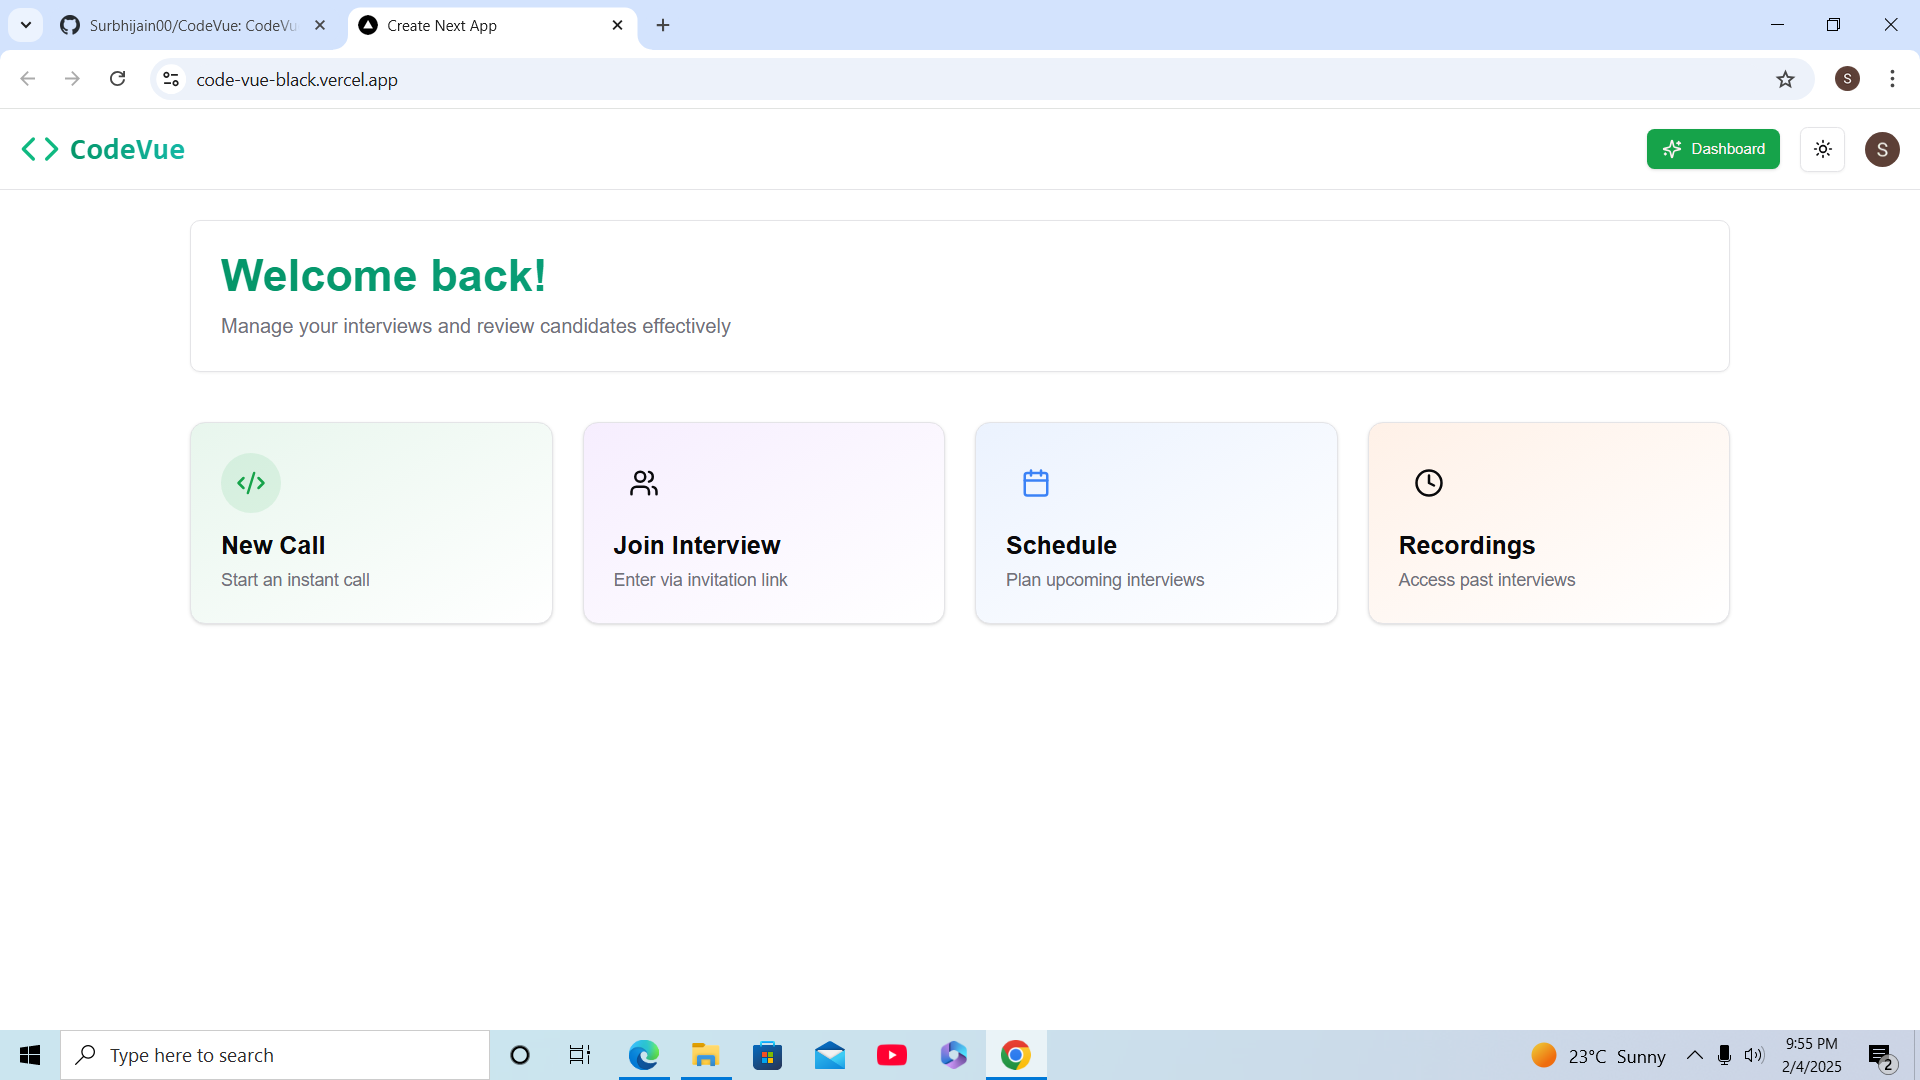 Surbhijain00/CodeVue: CodeVu
Create Next App
code-vue-black.vercel.app
S
CodeVue
Dashboard
S
Welcome back!
Manage your interviews and review candidates effectively
New Call
Start an instant call
Join Interview
Enter via invitation link
Schedule
Plan upcoming interviews
Recordings
Access past interviews
Type here to search
23°C Sunny
9:55 PM
2/4/2025
2